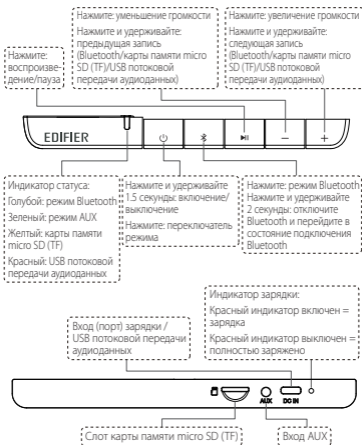 Нажмите: уменьшение громкости
Нажмите и удерживайте:
предыдущая запись
(Bluetooth/карты памяти micro
SD (TF)/USB потоковой
передачи аудиоданных)
Нажмите: увеличение громкости
Нажмите и удерживайте:
следующая запись
(Bluetooth/карты памяти micro
SD (TF)/USB потоковой
передачи аудиоданных)
Нажмите:
воспроизве-
дение/пауза
EDIFIER
Индикатор статуса:
Голубой: режим Bluetooth
Зеленый: режим AUX
Желтый: карты памяти
micro SD (TF)
Красный: USB потоковой
передачи аудиоданных
Нажмите и удерживайте
1.5 секунды: включение/
выключение
Нажмите: переключатель
режима
Нажмите: режим Bluetooth
Нажмите и удерживайте
2 секунды: отключите
Bluetooth и перейдите в
состояние подключения
Bluetooth
Индикатор зарядки:
Красный индикатор включен =
зарядка
Красный индикатор выключен =
полностью заряжено
Вход (порт) зарядки /
USB потоковой передачи
аудиоданных
AUX
DC IN
Слот карты памяти micro SD (TF)
Вход AUX